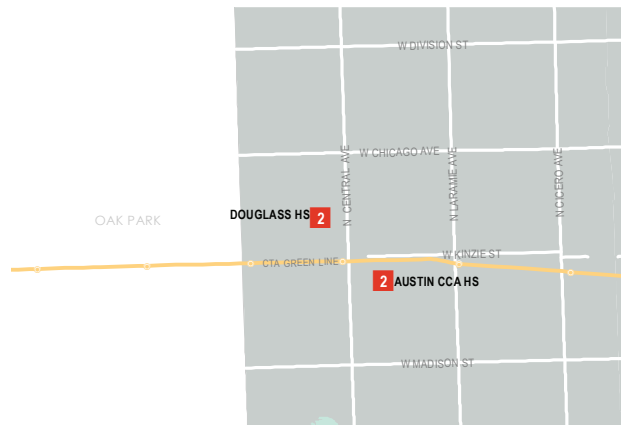 W DIVISION ST
W CHICAGO AVE
N CENTRAL AVE
N LARAMIE AVE
N CICERO AVE
DOUGLASS HS
2
OAK PARK
W KINZIE ST
CTA GREEN LINE
2
AUSTIN CCA HS
W MADISON ST